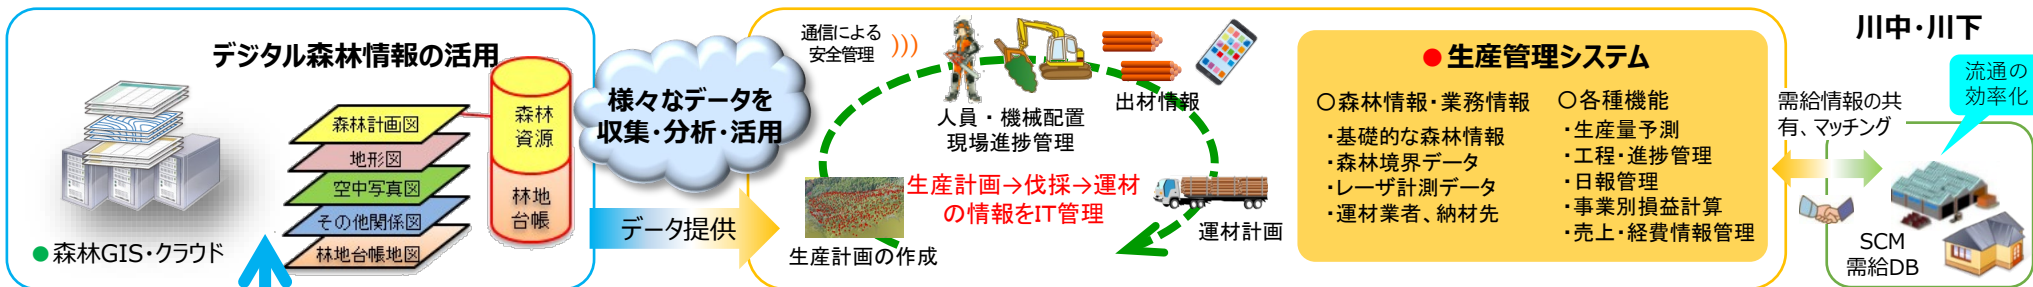 デジタル森林情報の活用
森林計画図
地形図
空中写真図
その他関係図
林地台帳地図
森林
資源
林地
台帳
●森林GIS・クラウド
様々なデータを
収集・分析・活用
データ提供
通信による
安全管理
)))
人員・機械配置
現場進捗管理
出材情報
生産計画→伐採→運材
の情報をIT管理
生産計画の作成
運材計画
●生産管理システム
○森林情報・業務情報
・基礎的な森林情報
・森林境界データ
・レーザ計測データ
・運材業者、納材先
○各種機能
・生産量予測
・工程・進捗管理
・日報管理
・事業別損益計算
・売上・経費情報管理
川中・川下
流通の
効率化
需給情報の共
有、マッチング
SCM
需給DB